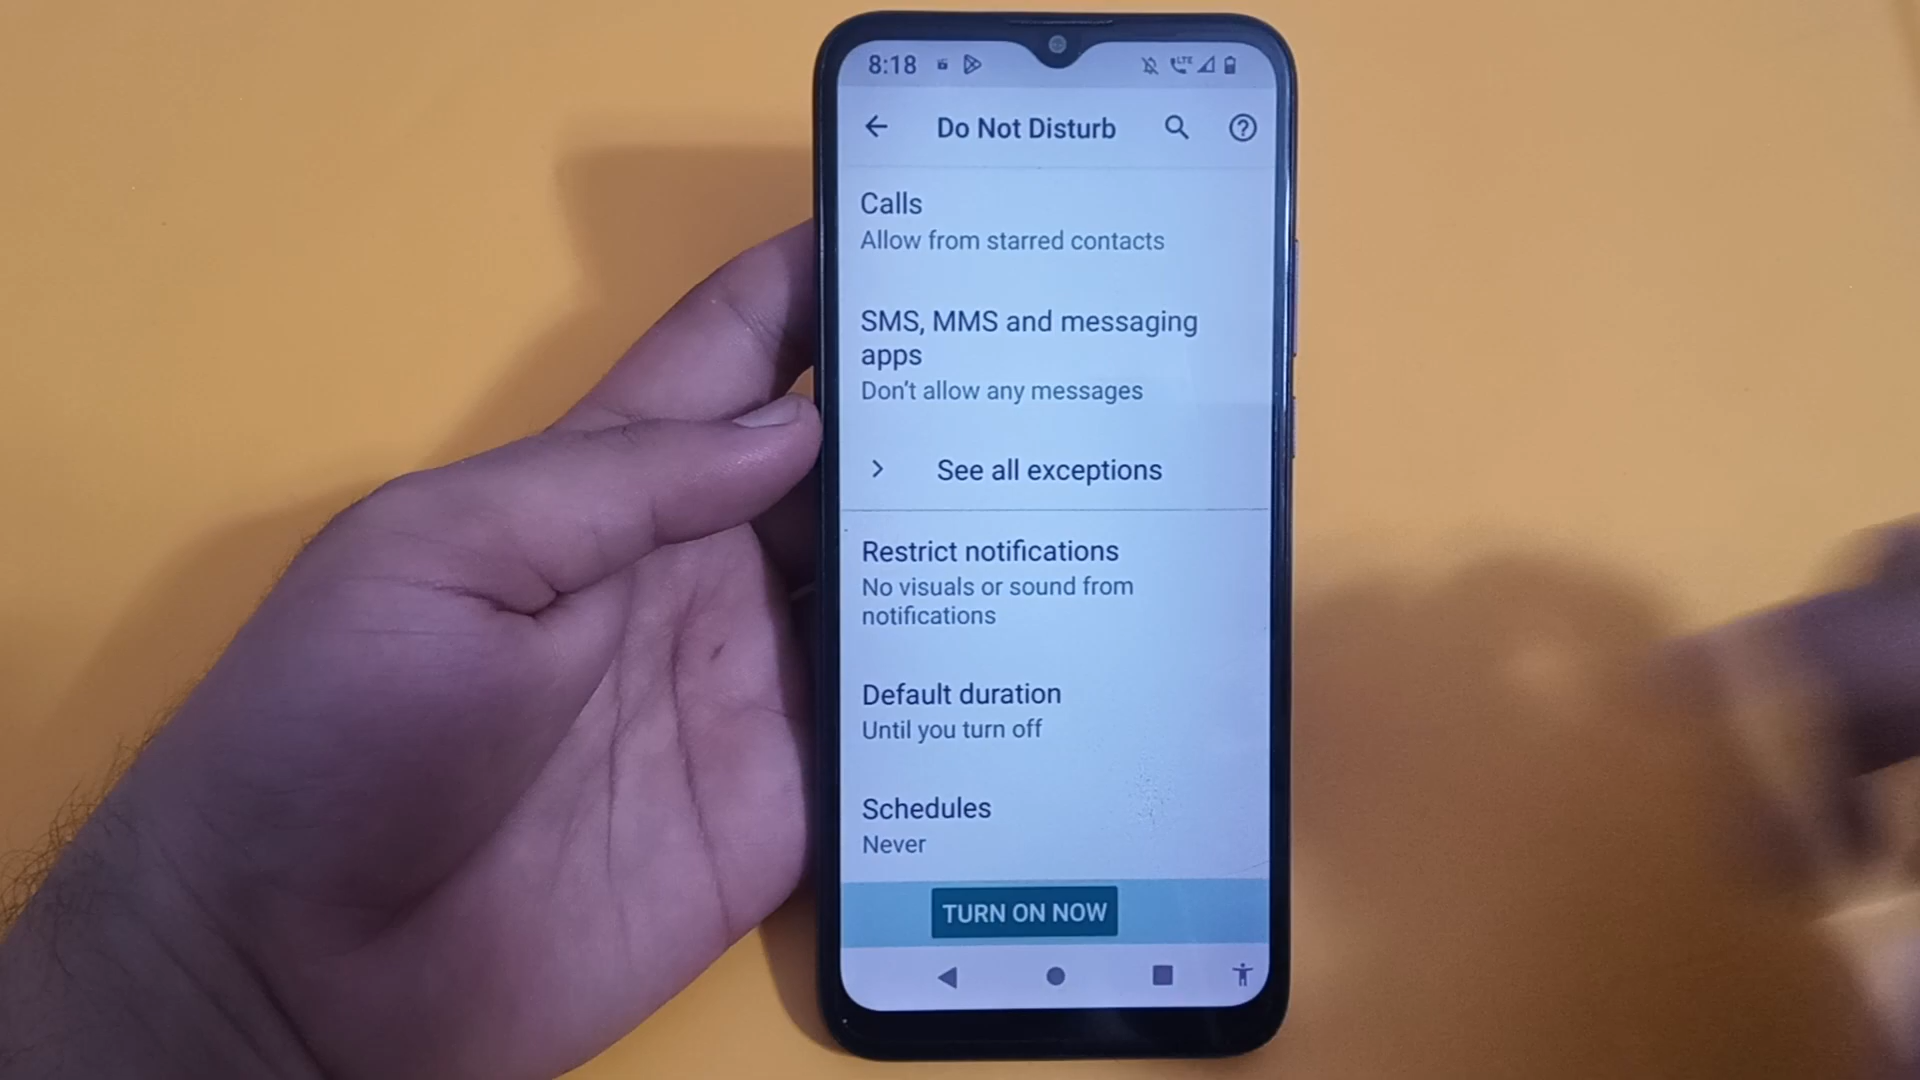 8:18
LTE
Do Not Disturb
Calls
Allow from starred contacts
SMS, MMS and messaging
apps
Don't allow any messages
See all exceptions
Restrict notifications
No visuals or sound from
notifications
Default duration
Until you turn off
Schedules
Never
TURN ON NOW